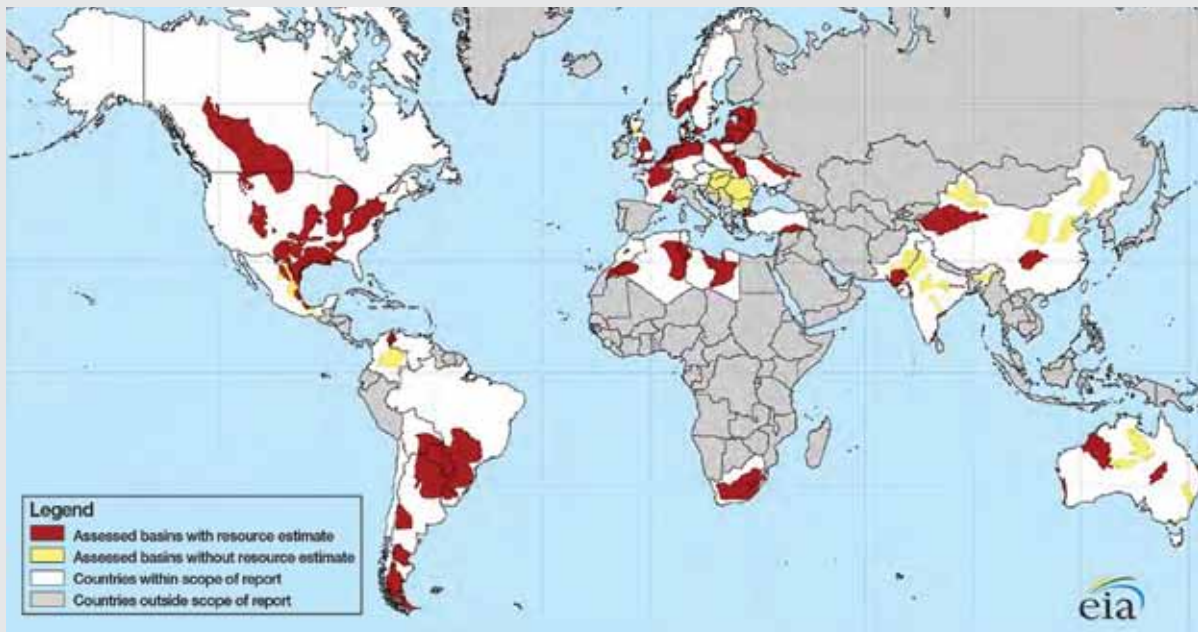 Legend
Assessed basins with resource estimate
Assessed basins without resource estimate
Countries within scope of report
Countries outside scope of report
eia